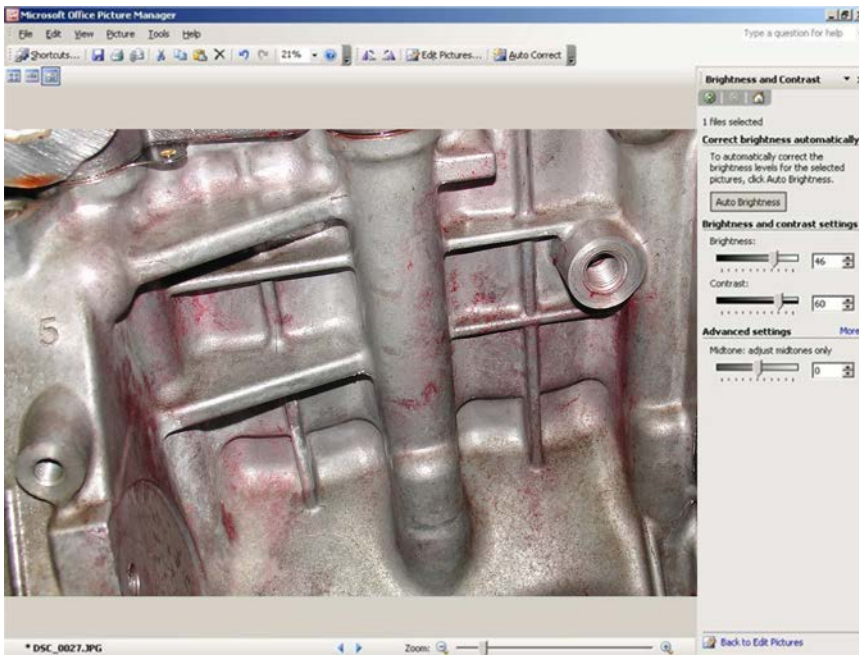 Microsoft Office Picture Manager
File Edit View Picture Tools Help
Type a question for help
Shortcuts... 21% Edit Pictures... Auto Correct
Brightness and Contrast
1 files selected
Correct brightness automatically
To automatically correct the
brightness levels for the selected
pictures, click Auto Brightness.
Auto Brightness
Brightness and contrast settings
Brightness:
46
Contrast:
60
Advanced settings More
Midtone: adjust midtones only
0
5
Back to Edit Pictures
* DSC_0027.JPG Zoom: